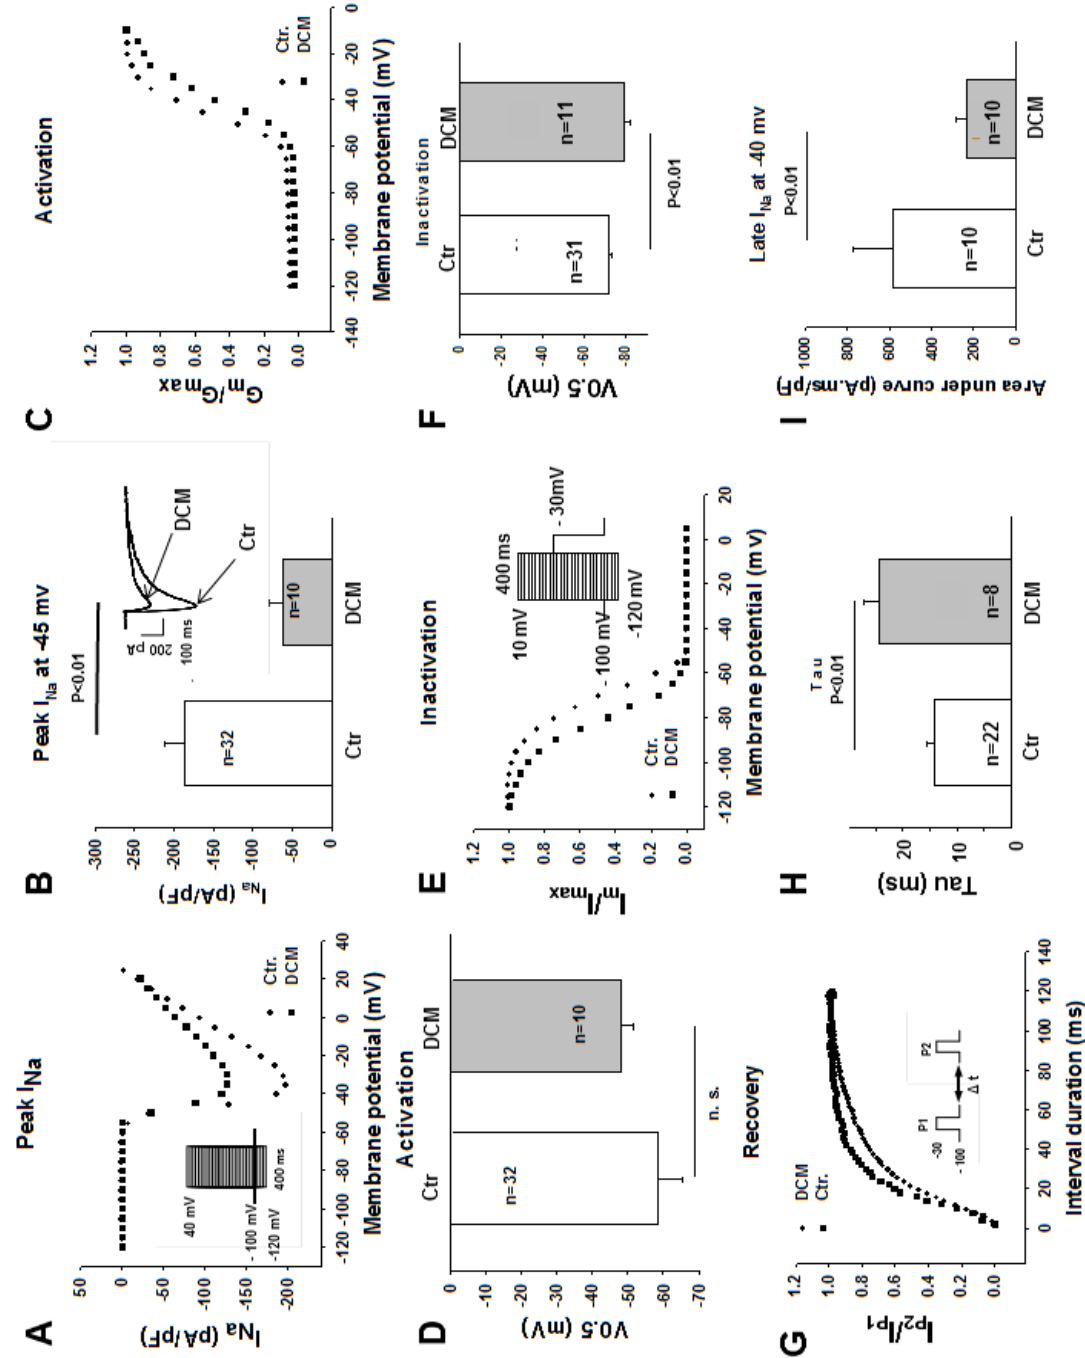 A
Peak INa
INa (pA/pF)
50
0
-50
-100
-150
-200
40 mV
- 100 mV
-120 mV
400 ms
Ctr.
DCM
-120 -100 -80 -60 -40 -20 0 20 40
Membrane potential (mV)
B
Peak INa at -45 mv
P<0.01
INa (pA/pF)
-300
-250
-200
-150
-100
-50
0
200 pA
100 ms
DCM
Ctr
n=32
n=10
Ctr DCM
C
Activation
Gm/Gmax
1.2
1.0
0.8
0.6
0.4
0.2
0.0
Ctr.
DCM
-140 -120 -100 -80 -60 -40 -20 0
Membrane potential (mV)
D
Activation
Ctr DCM
V0.5 (mV)
0
-10
-20
-30
-40
-50
-60
-70
n=32
n=10
n. s.
E
Inactivation
Im/Imax
1.2
1.0
0.8
0.6
0.4
0.2
0.0
10 mV
400 ms
- 100 mV
- 30mV
-120 mV
Ctr.
DCM
-120 -100 -80 -60 -40 -20 0 20
Membrane potential (mv)
F
Inactivation
Ctr DCM
V0.5 (mV)
0
-20
-40
-60
-80
n=31
n=11
P<0.01
G
Recovery
IP2/IP1
1.2
1.0
0.8
0.6
0.4
0.2
0.0
DCM
Ctr.
-30
- 100
P1
P2
Δ t
0 20 40 60 80 100 120 140
Interval duration (ms)
H
Tau
P<0.01
Tau (ms)
20
10
0
n=22
n=8
Ctr DCM
I
Late INa at -40 mv
P<0.01
Area under curve (pA.ms/pF)
1000
800
600
400
200
0
n=10
n=10
Ctr DCM